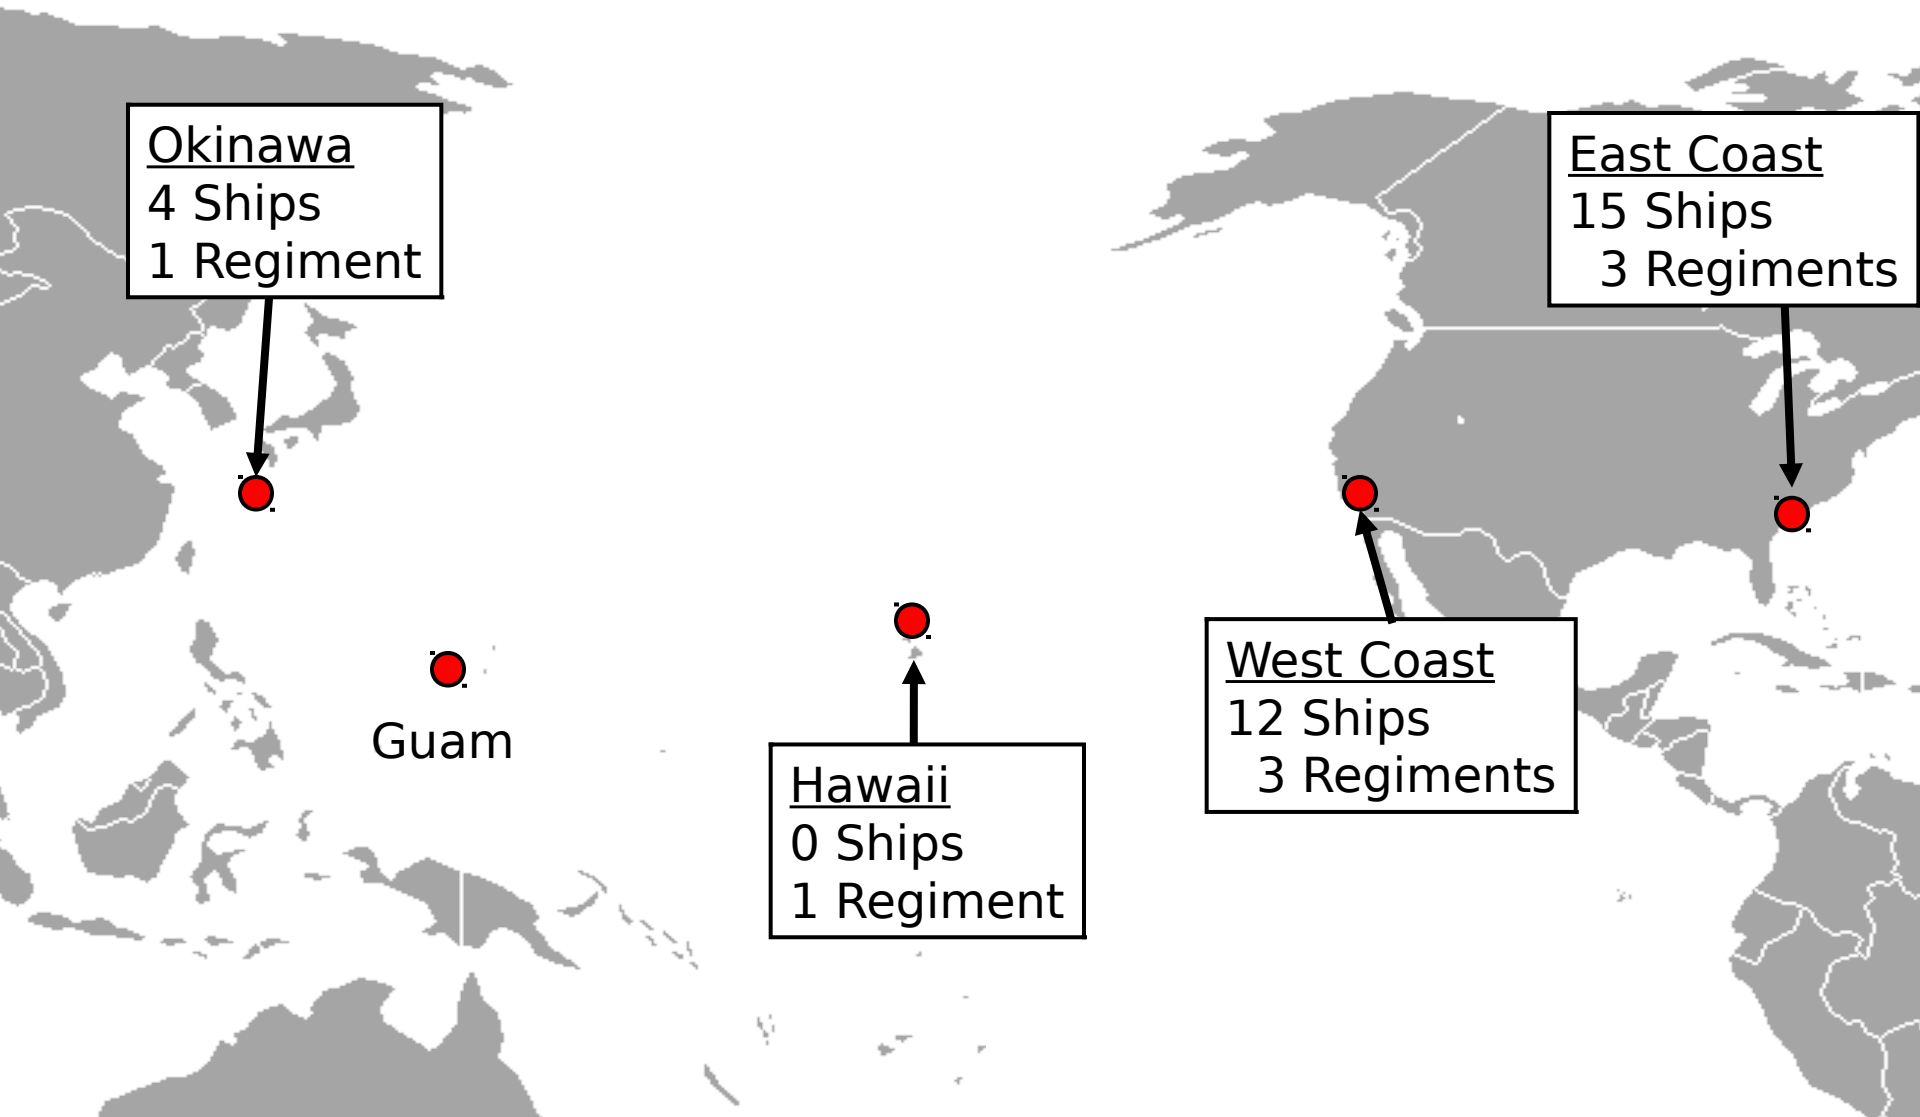 Okinawa
4 Ships
1 Regiment
East Coast
15 Ships
3 Regiments
Guam
Hawaii
0 Ships
1 Regiment
West Coast
12 Ships
3 Regiments